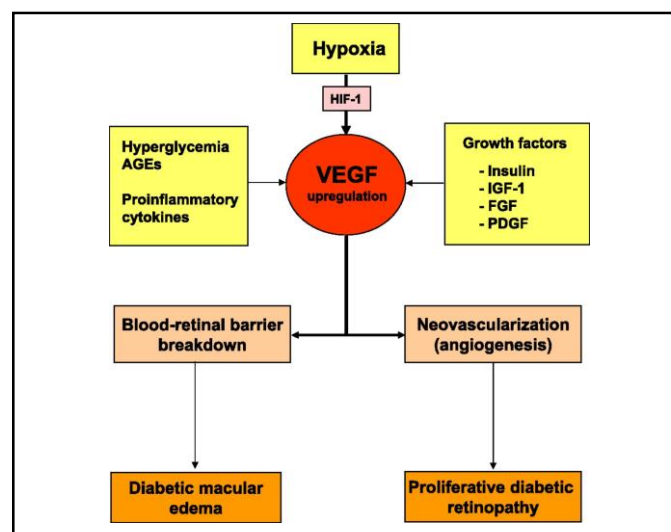 Hypoxia
HIF-1
Hyperglycemia
AGEs
Proinflammatory
cytokines
VEGF
upregulation
Growth factors
- Insulin
- IGF-1
- FGF
- PDGF
Blood-retinal barrier
breakdown
Neovascularization
(angiogenesis)
Diabetic macular
edema
Proliferative diabetic
retinopathy